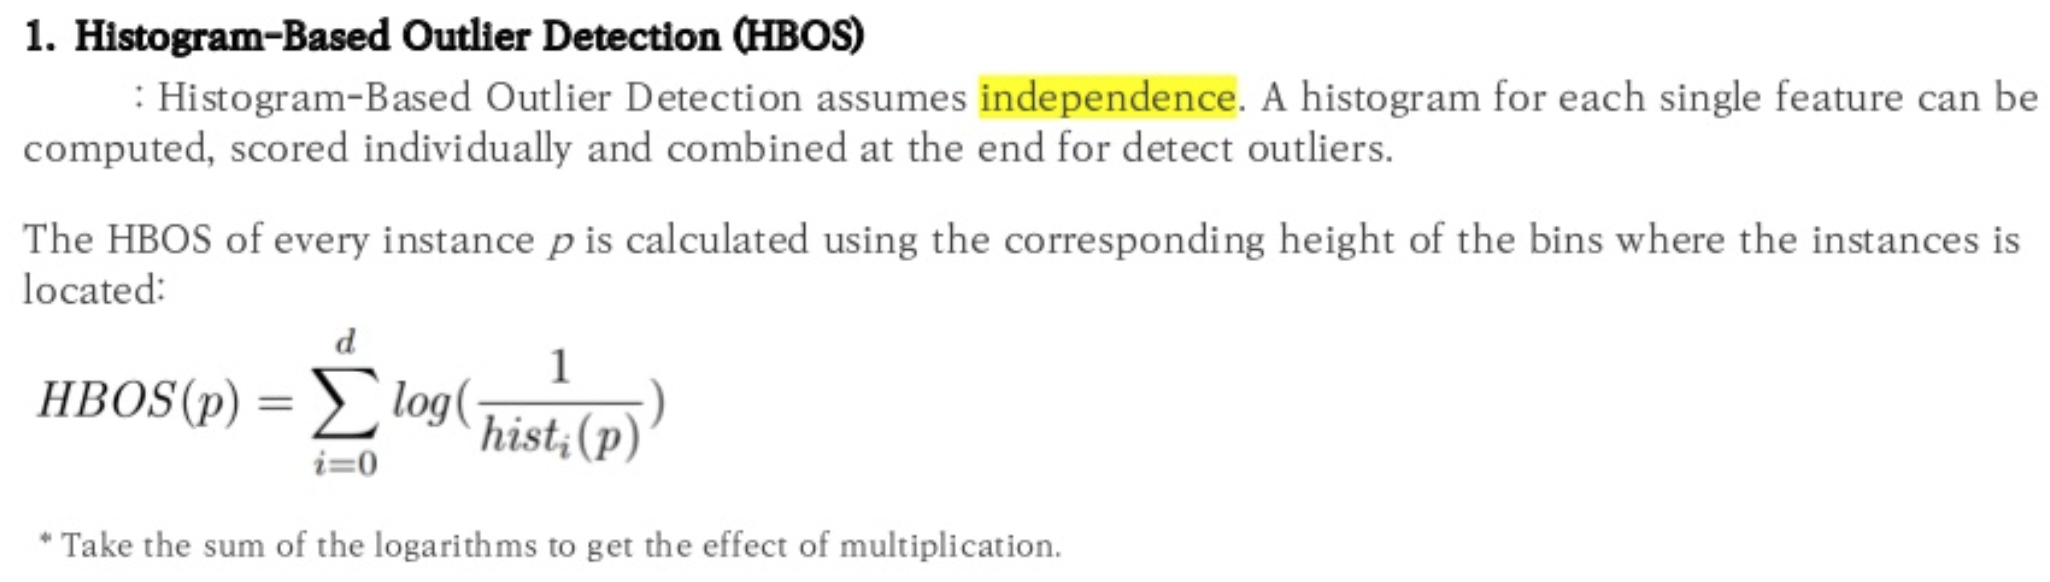 1. Histogram-Based Outlier Detection (HBOS)
: Histogram-Based Outlier Detection assumes independence. A histogram for each single feature can be
computed, scored individually and combined at the end for detect outliers.
The HBOS of every instance p is calculated using the corresponding height of the bins where the instances is
located:
HBOS(p) = \sum_{i=0}^{d} log(\frac{1}{hist_i(p)})
* Take the sum of the logarithms to get the effect of multiplication.